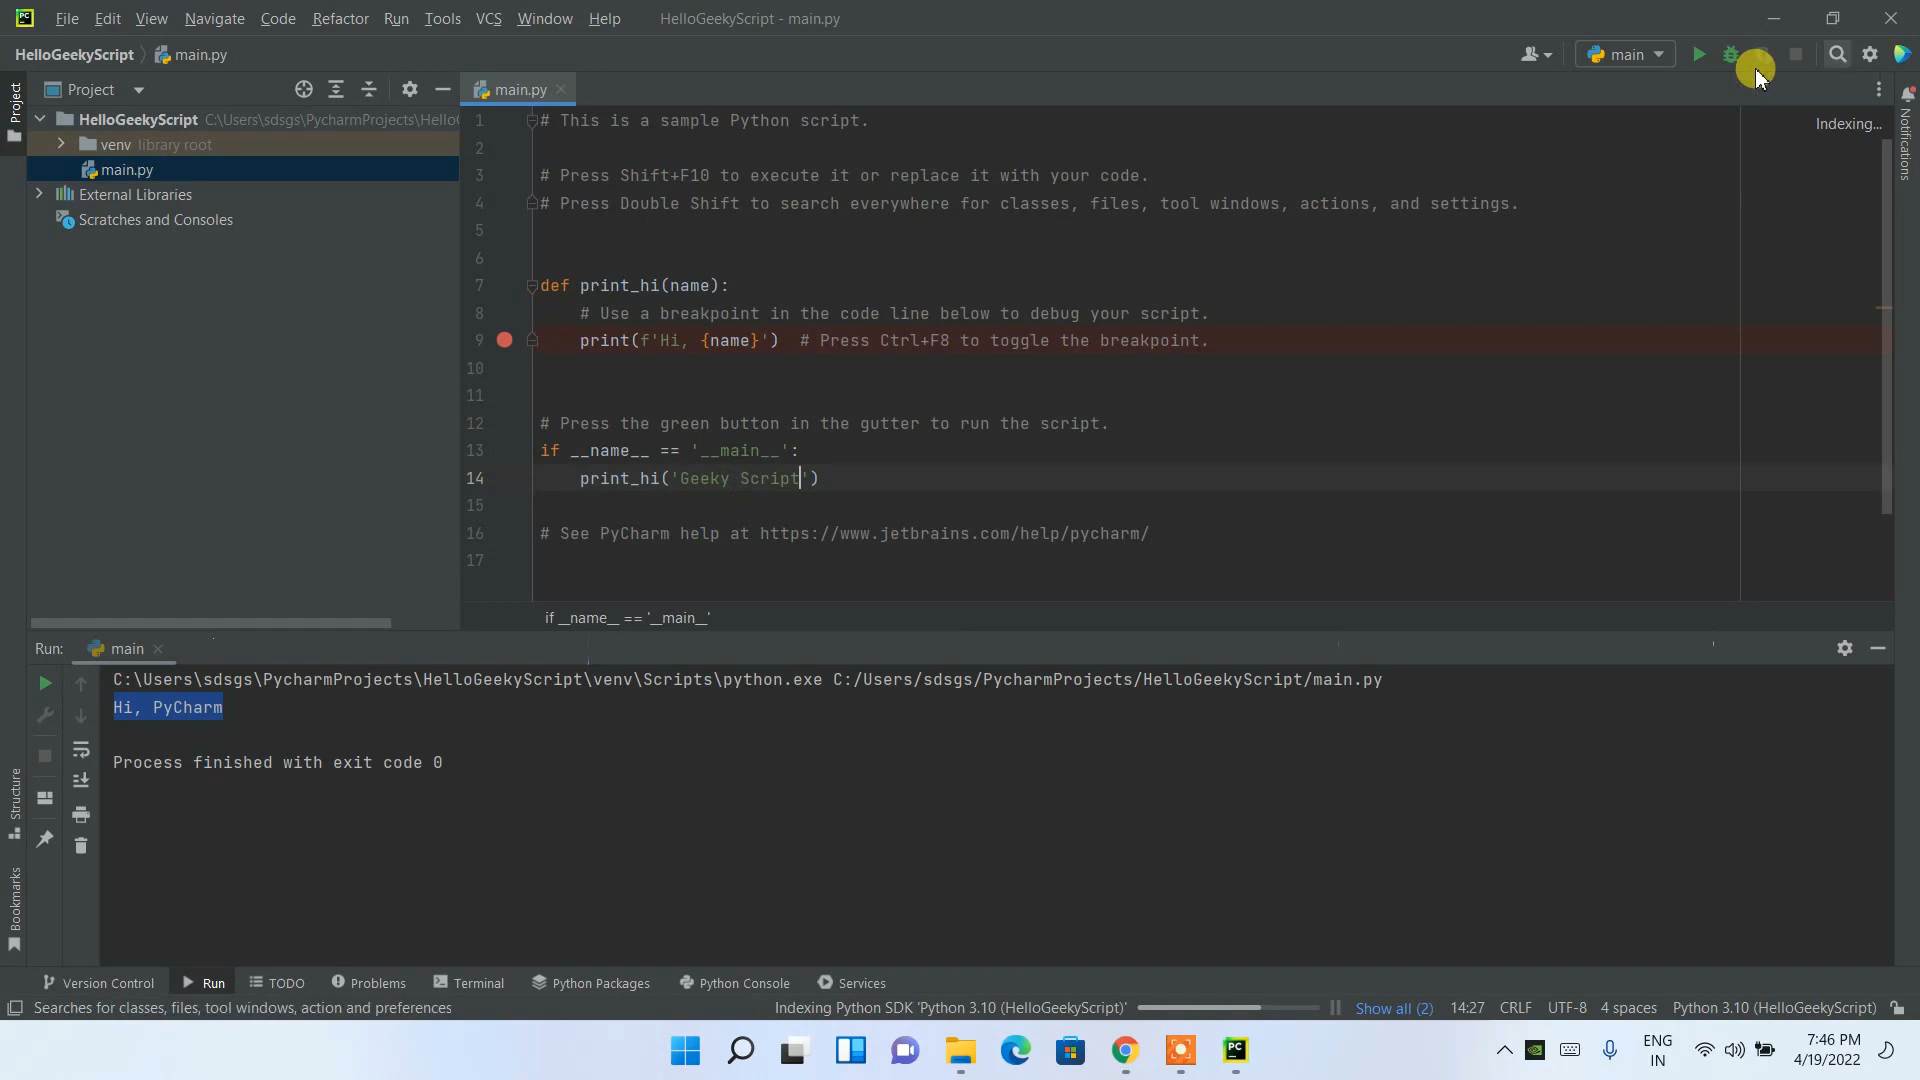 PC File Edit View Navigate Code Refactor Run Tools VCS Window Help HelloGeekyScript - main.py
HelloGeekyScript main.py
main
Project
main.py
Project
HelloGeekyScript C:\Users\sdsgs\PycharmProjects\Hello
venv library root
main.py
External Libraries
Scratches and Consoles
Indexing...
Notifications
1 # This is a sample Python script.
2
3 # Press Shift+F10 to execute it or replace it with your code.
4 # Press Double Shift to search everywhere for classes, files, tool windows, actions, and settings.
5
6
7 def print_hi(name):
8 # Use a breakpoint in the code line below to debug your script.
9 print(f'Hi, {name}') # Press Ctrl+F8 to toggle the breakpoint.
10
11
12 # Press the green button in the gutter to run the script.
13 if __name__ == '__main__':
14 print_hi('Geeky Script')
15
16 # See PyCharm help at https://www.jetbrains.com/help/pycharm/
17
if __name__ == '__main__'
Run: main
C:\Users\sdsgs\PycharmProjects\HelloGeekyScript\venv\Scripts\python.exe C:/Users/sdsgs/PycharmProjects/HelloGeekyScript/main.py
Hi, PyCharm
Process finished with exit code 0
Structure
Bookmarks
Version Control Run TODO Problems Terminal Python Packages Python Console Services
Searches for classes, files, tool windows, action and preferences Indexing Python SDK 'Python 3.10 (HelloGeekyScript)' Show all (2) 14:27 CRLF UTF-8 4 spaces Python 3.10 (HelloGeekyScript)
PC
ENG
IN
7:46 PM
4/19/2022